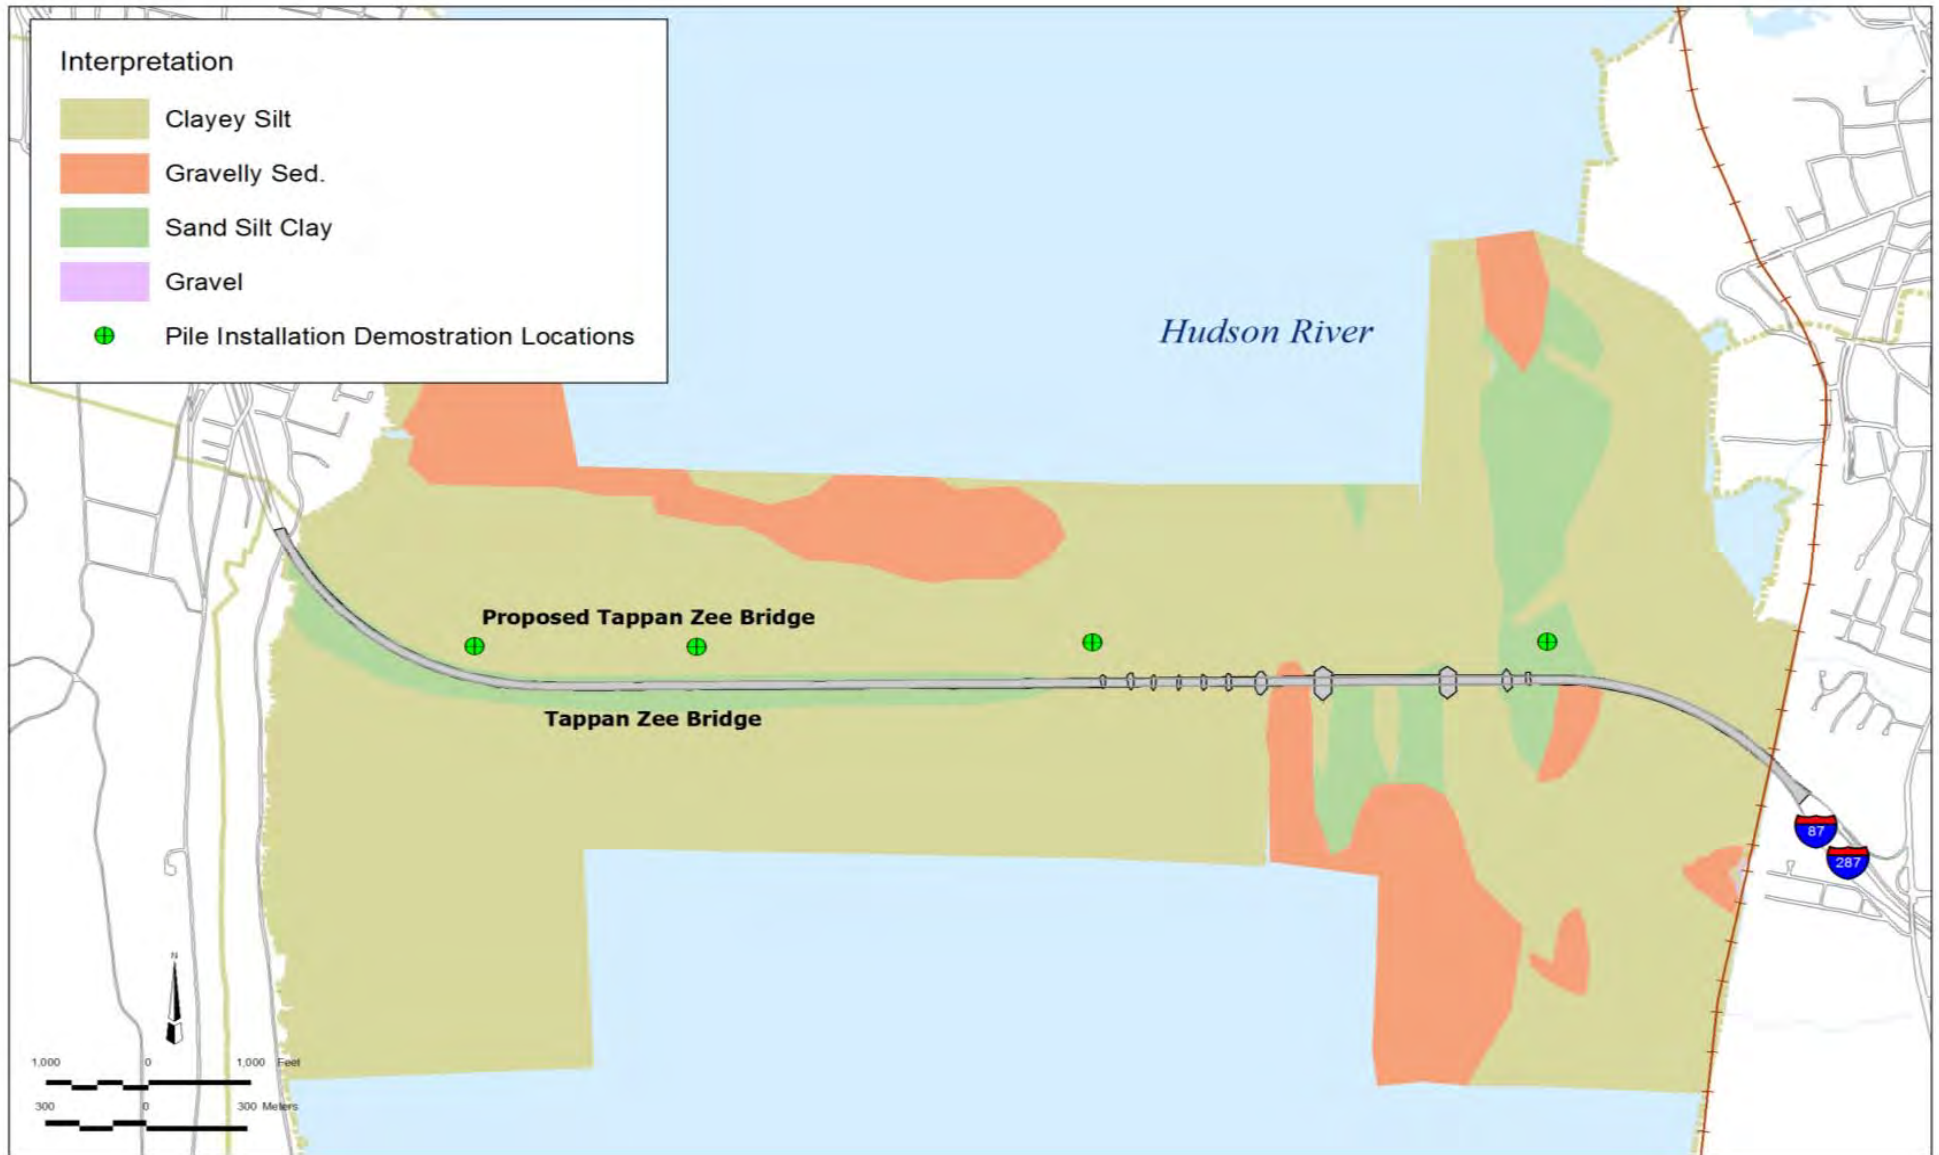 Interpretation
Clayey Silt
Gravelly Sed.
Sand Silt Clay
Gravel
Pile Installation Demostration Locations
Hudson River
Proposed Tappan Zee Bridge
Tappan Zee Bridge
87
287
N
1,000 0 1,000 Feet
300 0 300 Meters